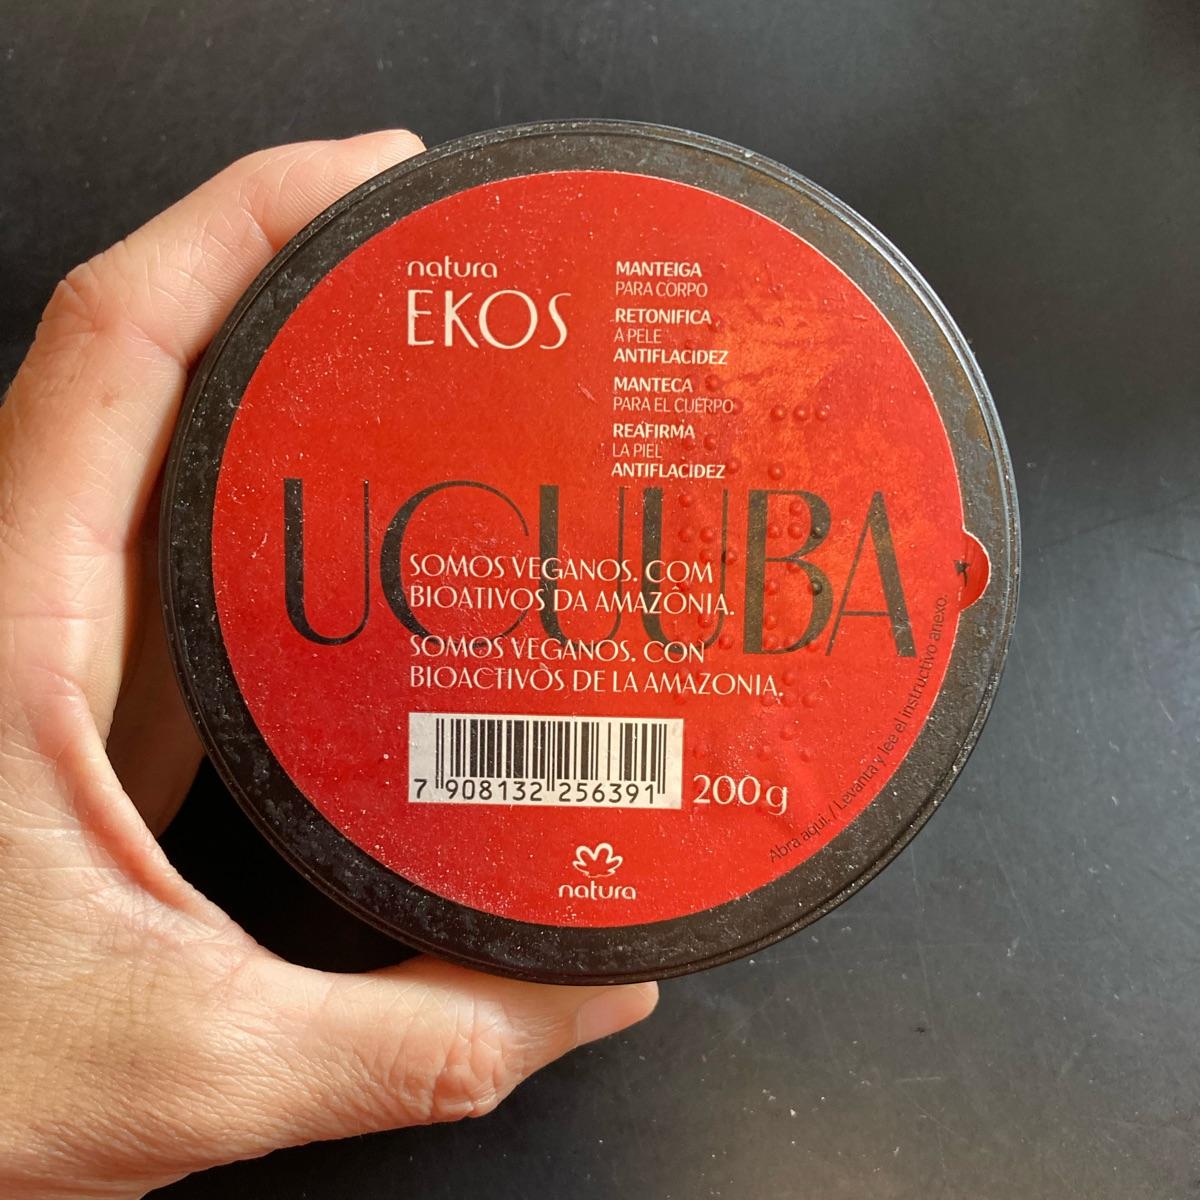 natura
EKOS
MANTEIGA
PARA CORPO
RETONIFICA
A PELE
ANTIFLACIDEZ
MANTECA
PARA EL CUERPO
REAFIRMA
LA PIEL
ANTIFLACIDEZ
UCUUBA
SOMOS VEGANOS. COM
BIOATIVOS DA AMAZÔNIA.
SOMOS VEGANOS. CON
BIOACTIVOS DE LA AMAZONIA.
7 908132 256391
200g
natura
Abra aqui. / Levanta y lee el instructivo anexo.